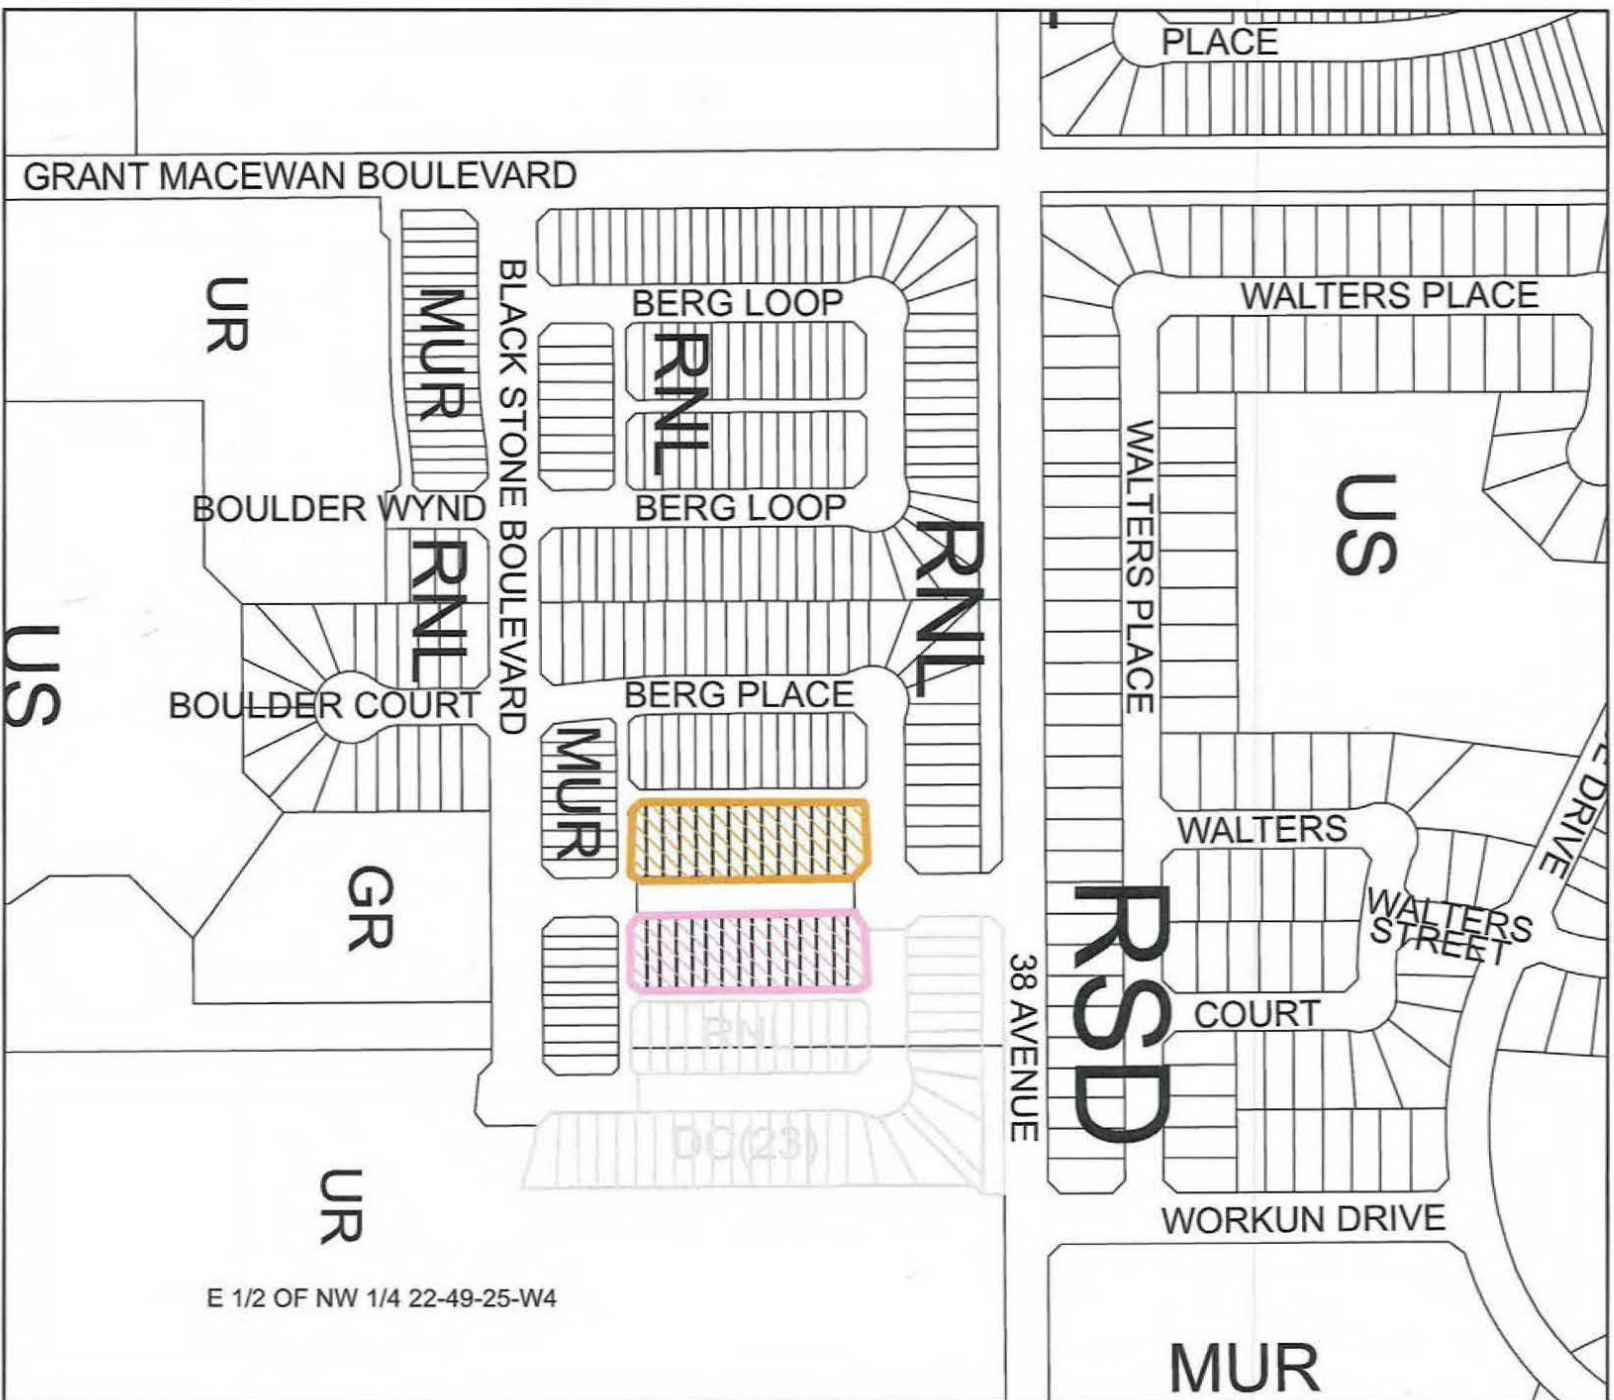 PLACE
GRANT MACEWAN BOULEVARD
UR
MUR
BLACK STONE BOULEVARD
BERG LOOP
RNL
WALTERS PLACE
BOULDER WYND
BERG LOOP
RNL
RNL
WALTERS PLACE
US
US
BOULDER COURT
BERG PLACE
MUR
DRIVE
WALTERS
GR
WALTERS
STREET
RSD
38 AVENUE
COURT
RNL
DC(23)
UR
WORKUN DRIVE
E 1/2 OF NW 1/4 22-49-25-W4
MUR